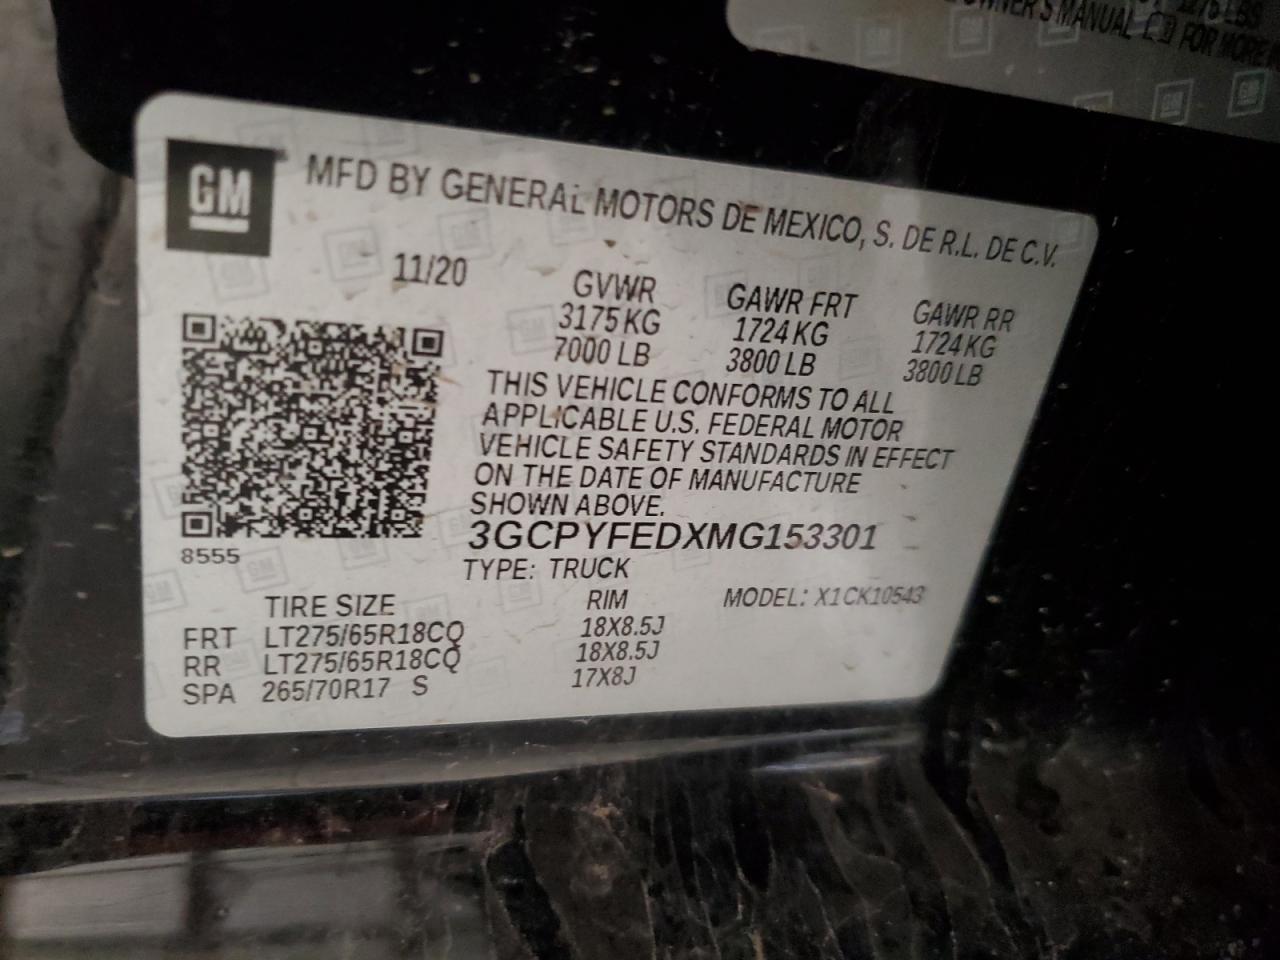 1275 LBS
OWNER'S MANUAL FOR MORE
GM
MFD BY GENERAL MOTORS DE MEXICO, S. DE R.L. DE C.V.
11/20
GVWR GAWR FRT GAWR RR
3175 KG 1724 KG 1724 KG
7000 LB 3800 LB 3800 LB
THIS VEHICLE CONFORMS TO ALL
APPLICABLE U.S. FEDERAL MOTOR
VEHICLE SAFETY STANDARDS IN EFFECT
ON THE DATE OF MANUFACTURE
SHOWN ABOVE.
3GCPYFEDXMG153301
8555
TYPE: TRUCK
TIRE SIZE RIM MODEL: X1CK10543
FRT LT275/65R18CQ 18X8.5J
RR LT275/65R18CQ 18X8.5J
SPA 265/70R17 S 17X8J